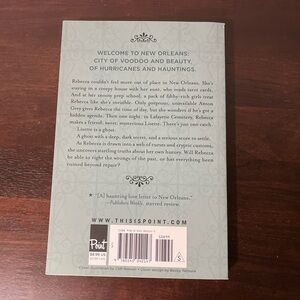 WELCOME TO NEW ORLEANS:
CITY OF VOODOO AND BEAUTY,
OF HURRICANES AND HAUNTINGS.
Rebecca couldn't feel more out of place in New Orleans. She's
staying in a creepy house with her aunt, who reads tarot cards.
And at her snooty prep school, a pack of filthy-rich girls treat
Rebecca like she's invisible. Only gorgeous, unavailable Anton
Grey gives Rebecca the time of day, but she wonders if he's got a
hidden agenda. Then one night, in Lafayette Cemetery, Rebecca
makes a friend. Sweet, mysterious Lisette. There's just one catch.
Lisette is a ghost.
A ghost with a deep, dark secret, and a serious score to settle.
As Rebecca is drawn into a web of curses and cryptic customs,
she uncovers startling truths about her own history. Will Rebecca
be able to right the wrongs of the past, or has everything been
ruined beyond repair?
★ "[A] haunting love letter to New Orleans."
–Publishers Weekly, starred review
WWW.THISISPOINT.COM
Point
$8.99 US